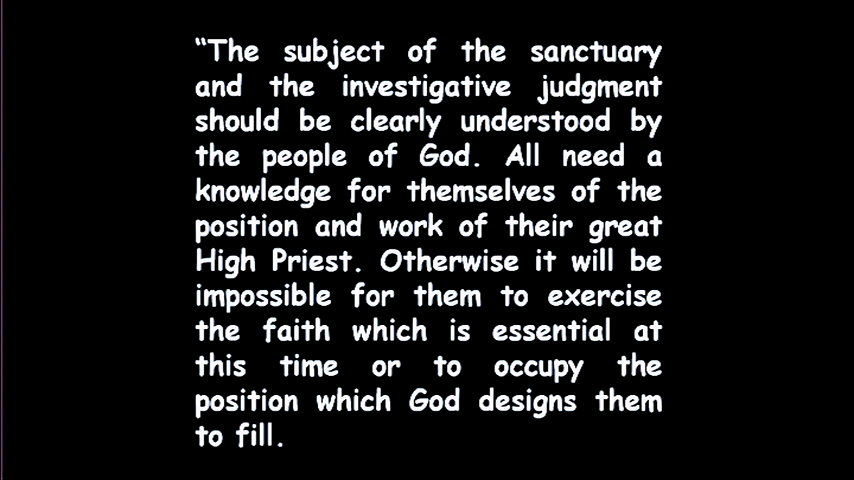 “The subject of the sanctuary
and the investigative judgment
should be clearly understood by
the people of God. All need a
knowledge for themselves of the
position and work of their great
High Priest. Otherwise it will be
impossible for them to exercise
the faith which is essential at
this time or to occupy the
position which God designs them
to fill.